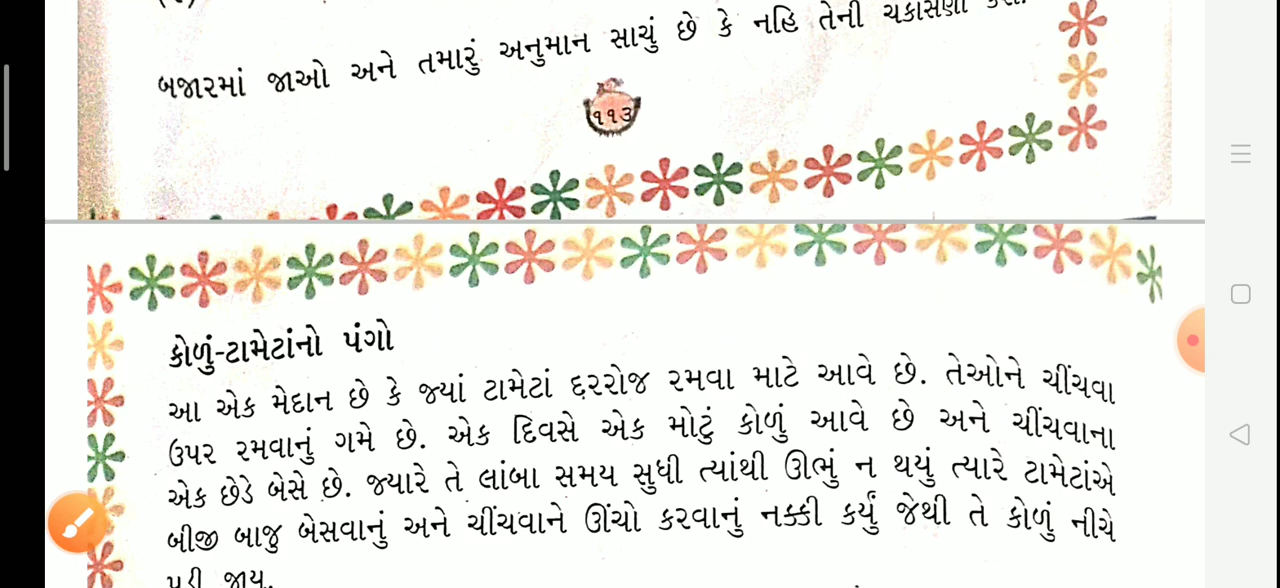 બજારમાં જાઓ અને તમારું અનુમાન સાચું છે કે નહિ તેની ચકાસણી
૧૧૩
કોળું-ટામેટાંનો પંગો
આ એક મેદાન છે કે જ્યાં ટામેટાં દરરોજ રમવા માટે આવે છે. તેઓને ચીંચવા
ઉપર રમવાનું ગમે છે. એક દિવસે એક મોટું કોળું આવે છે અને ચીંચવાના
એક છેડે બેસે છે. જ્યારે તે લાંબા સમય સુધી ત્યાંથી ઊભું ન થયું ત્યારે ટામેટાંએ
બીજી બાજુ બેસવાનું અને ચીંચવાને ઊંચો કરવાનું નક્કી કર્યું જેથી તે કોળું નીચે
પડી જાય.